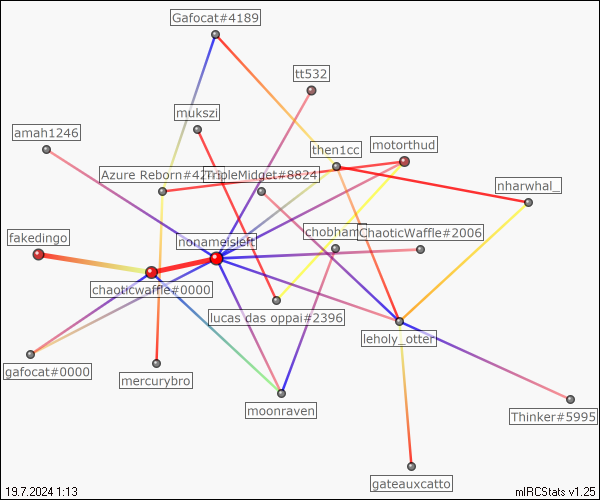 Gafocat#4189
tt532
mukszi
amah1246
then1cc
motorthud
Azure Reborn#42
TripleMidget#8824
nharwhal_
fakedingo
nonameisleft
chobham
ChaoticWaffle#2006
chaoticwaffle#0000
lucas das oppai#2396
leholy_otter
gafocat#0000
mercurybro
moonraven
Thinker#5995
gateauxcatto
19.7.2024 1:13
mIRCStats v1.25